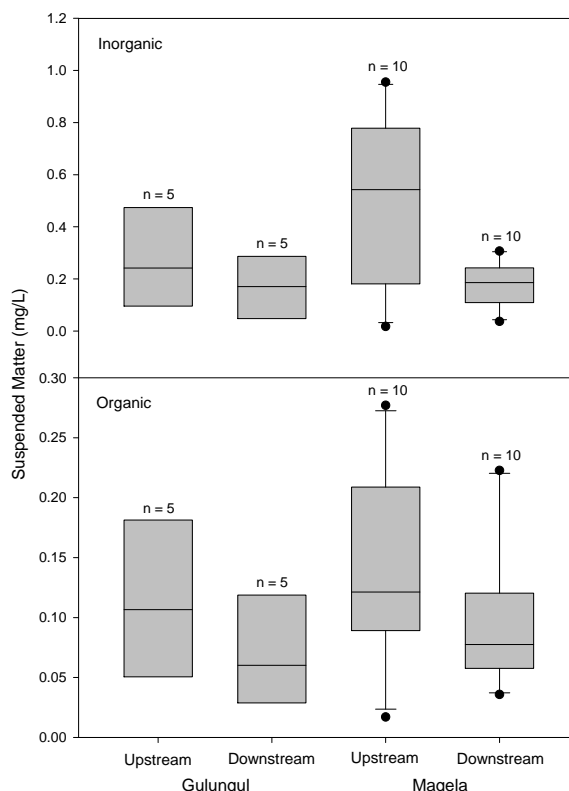 1.2
Inorganic
n = 10
1.0
0.8
n = 5
0.6
n = 5
0.4
n = 10
0.2
0.0
Suspended Matter (mg/L)
0.30
Organic
n = 10
0.25
n = 10
0.20
n = 5
0.15
n = 5
0.10
0.05
0.00
Upstream Downstream Upstream Downstream
Gulungul Magela